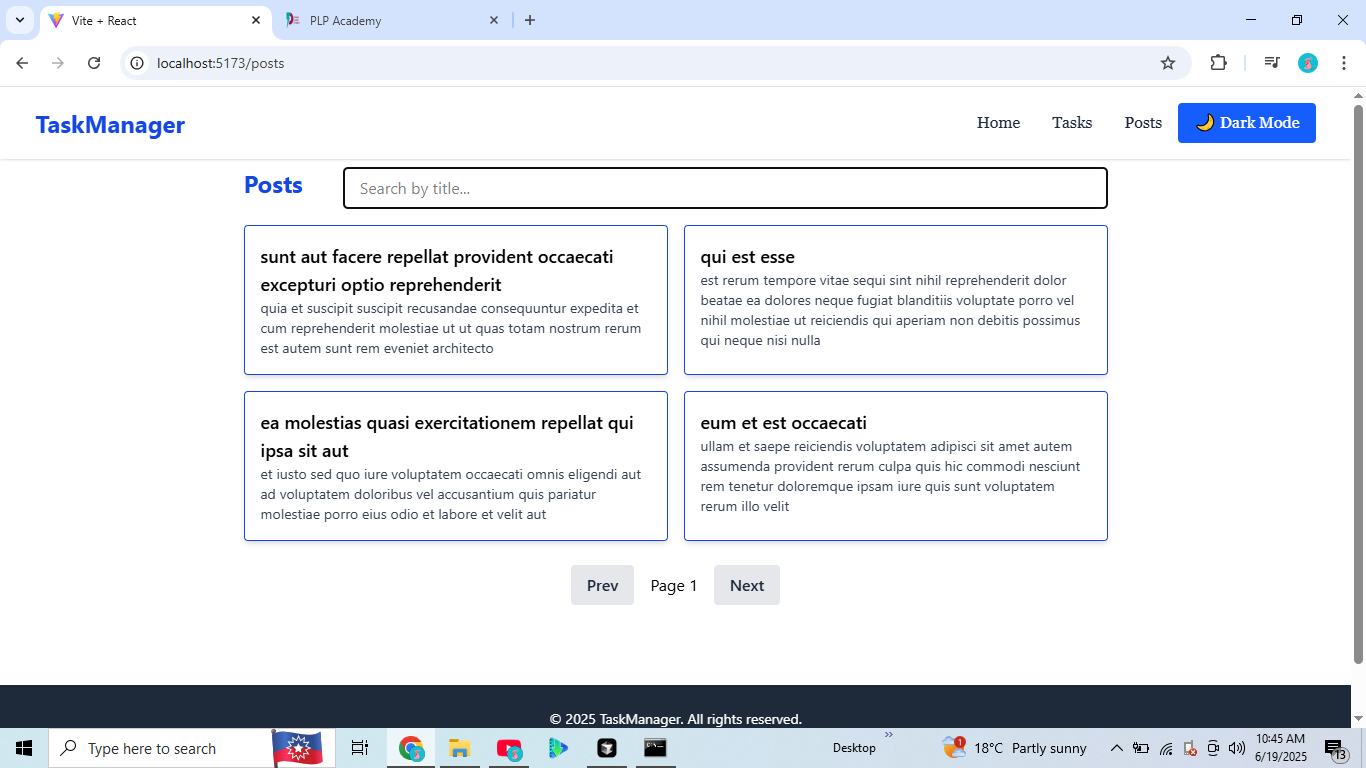 Vite + React
PLP Academy
localhost:5173/posts
TaskManager
Home
Tasks
Posts
🌙 Dark Mode
Posts
Search by title...
sunt aut facere repellat provident occaecati
excepturi optio reprehenderit
quia et suscipit suscipit recusandae consequuntur expedita et
cum reprehenderit molestiae ut ut quas totam nostrum rerum
est autem sunt rem eveniet architecto
qui est esse
est rerum tempore vitae sequi sint nihil reprehenderit dolor
beatae ea dolores neque fugiat blanditiis voluptate porro vel
nihil molestiae ut reiciendis qui aperiam non debitis possimus
qui neque nisi nulla
ea molestias quasi exercitationem repellat qui
ipsa sit aut
et iusto sed quo iure voluptatem occaecati omnis eligendi aut
ad voluptatem doloribus vel accusantium quis pariatur
molestiae porro eius odio et labore et velit aut
eum et est occaecati
ullam et saepe reiciendis voluptatem adipisci sit amet autem
assumenda provident rerum culpa quis hic commodi nesciunt
rem tenetur doloremque ipsam iure quis sunt voluptatem
rerum illo velit
Prev
Page 1
Next
© 2025 TaskManager. All rights reserved.
Type here to search
Desktop
1
18°C Partly sunny
10:45 AM
6/19/2025
13